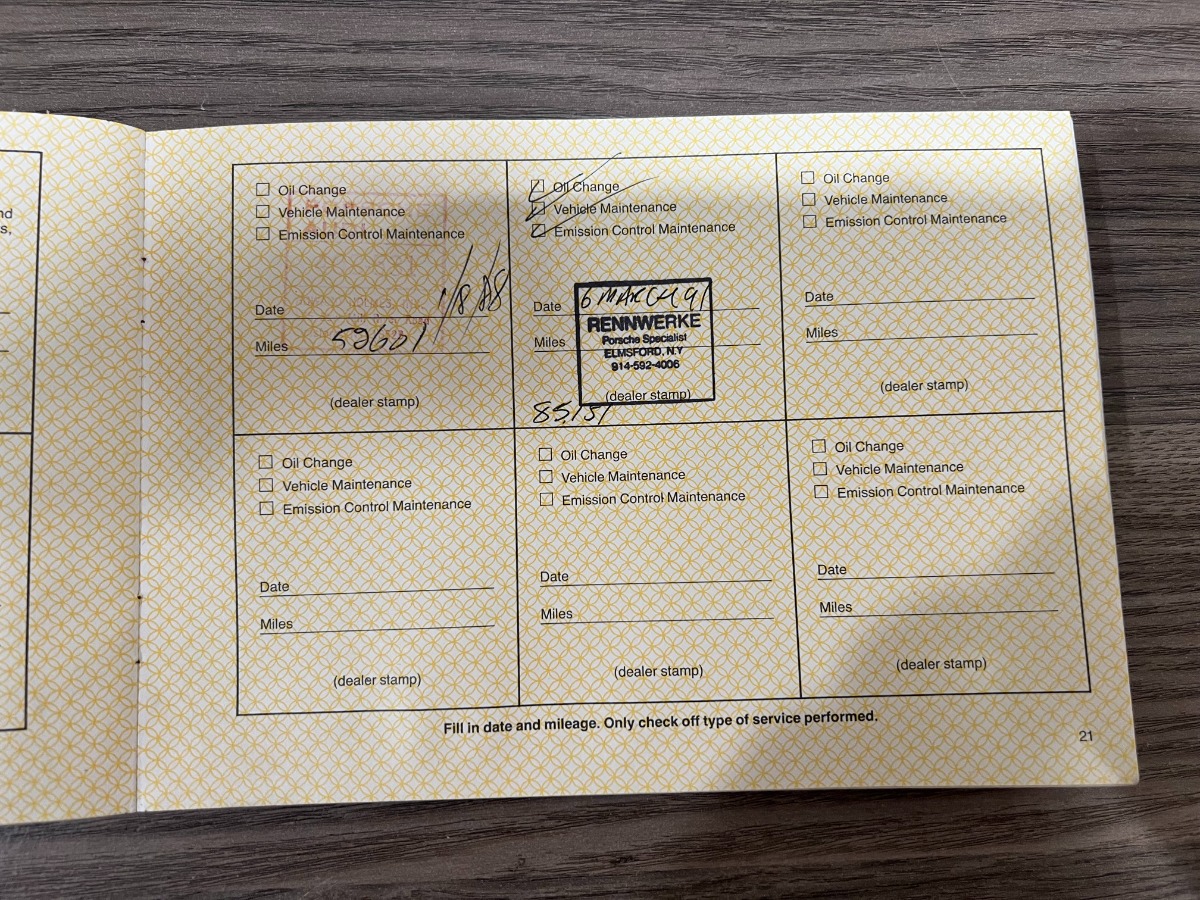 nd
s,
Oil Change
Vehicle Maintenance
Emission Control Maintenance
Date 1/8/88
Miles 59601
(dealer stamp)
Oil Change
Vehicle Maintenance
Emission Control Maintenance
Date 6 MARCH 91
RENNWERKE
Miles
Porsche Specialist
ELMSFORD, N.Y
914-592-4006
(dealer stamp)
85,151
Oil Change
Vehicle Maintenance
Emission Control Maintenance
Date
Miles
(dealer stamp)
Oil Change
Vehicle Maintenance
Emission Control Maintenance
Date
Miles
(dealer stamp)
Oil Change
Vehicle Maintenance
Emission Control Maintenance
Date
Miles
(dealer stamp)
Oil Change
Vehicle Maintenance
Emission Control Maintenance
Date
Miles
(dealer stamp)
Fill in date and mileage. Only check off type of service performed.
21